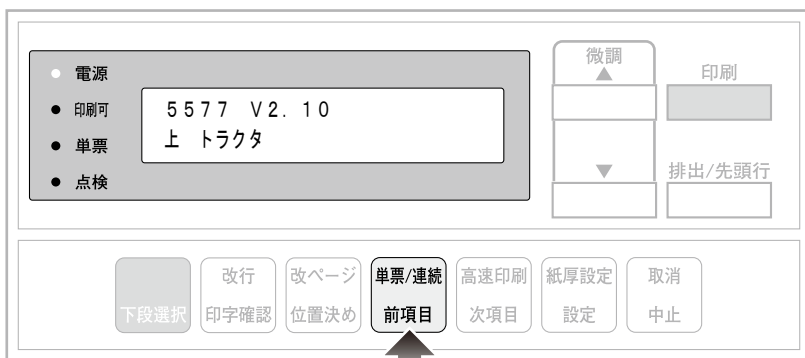 電源
印刷可
単票
点検
5577 V2. 10
上 トラクタ
微調
▲
▼
印刷
排出/先頭行
下段選択
改行
印字確認
改ページ
位置決め
単票/連続
前項目
高速印刷
次項目
紙厚設定
設定
取消
中止